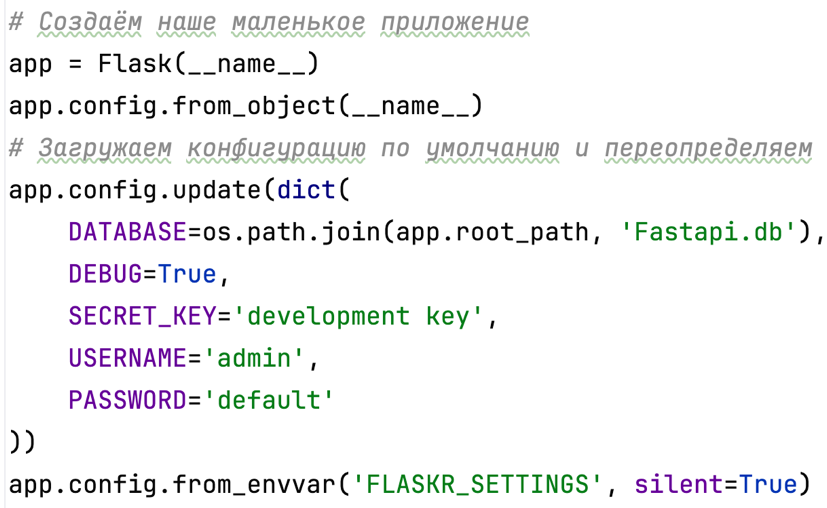 # Создаём наше маленькое приложение
app = Flask(__name__)
app.config.from_object(__name__)
# Загружаем конфигурацию по умолчанию и переопределяем
app.config.update(dict(
    DATABASE=os.path.join(app.root_path, 'Fastapi.db'),
    DEBUG=True,
    SECRET_KEY='development key',
    USERNAME='admin',
    PASSWORD='default'
))
app.config.from_envvar('FLASKR_SETTINGS', silent=True)